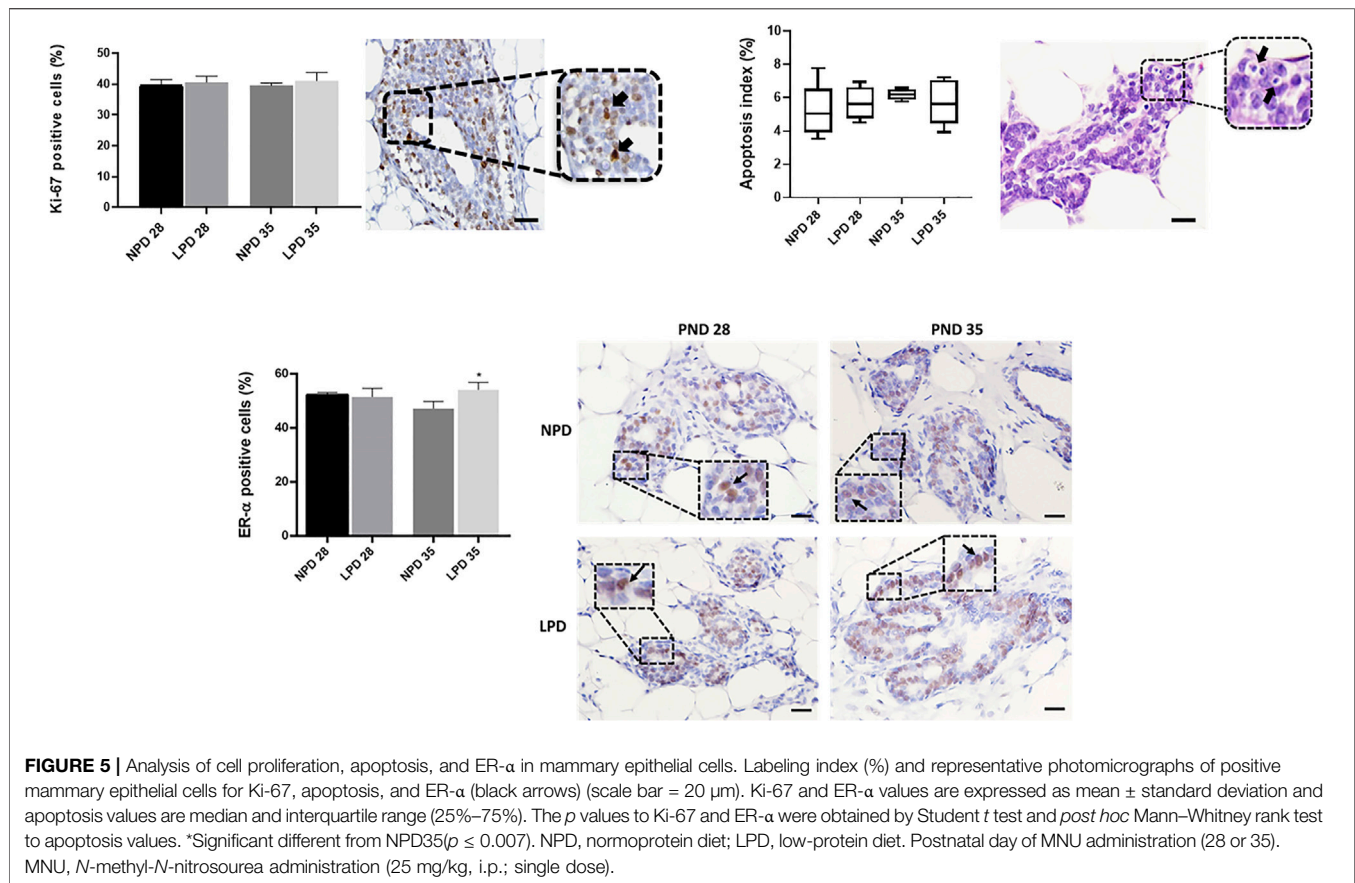 Ki-67 positive cells (%)
50
40
30
20
10
0
NPD 28
LPD 28
NPD 35
LPD 35
Apoptosis index (%)
10
8
6
4
2
0
NPD 28
LPD 28
NPD 35
LPD 35
ER-α positive cells (%)
60
40
20
0
*
NPD 28
LPD 28
NPD 35
LPD 35
PND 28
PND 35
NPD
LPD
FIGURE 5 | Analysis of cell proliferation, apoptosis, and ER-α in mammary epithelial cells. Labeling index (%) and representative photomicrographs of positive
mammary epithelial cells for Ki-67, apoptosis, and ER-α (black arrows) (scale bar = 20 μm). Ki-67 and ER-α values are expressed as mean ± standard deviation and
apoptosis values are median and interquartile range (25%–75%). The p values to Ki-67 and ER-α were obtained by Student t test and post hoc Mann–Whitney rank test
to apoptosis values. *Significant different from NPD35(p ≤ 0.007). NPD, normoprotein diet; LPD, low-protein diet. Postnatal day of MNU administration (28 or 35).
MNU, N-methyl-N-nitrosourea administration (25 mg/kg, i.p.; single dose).